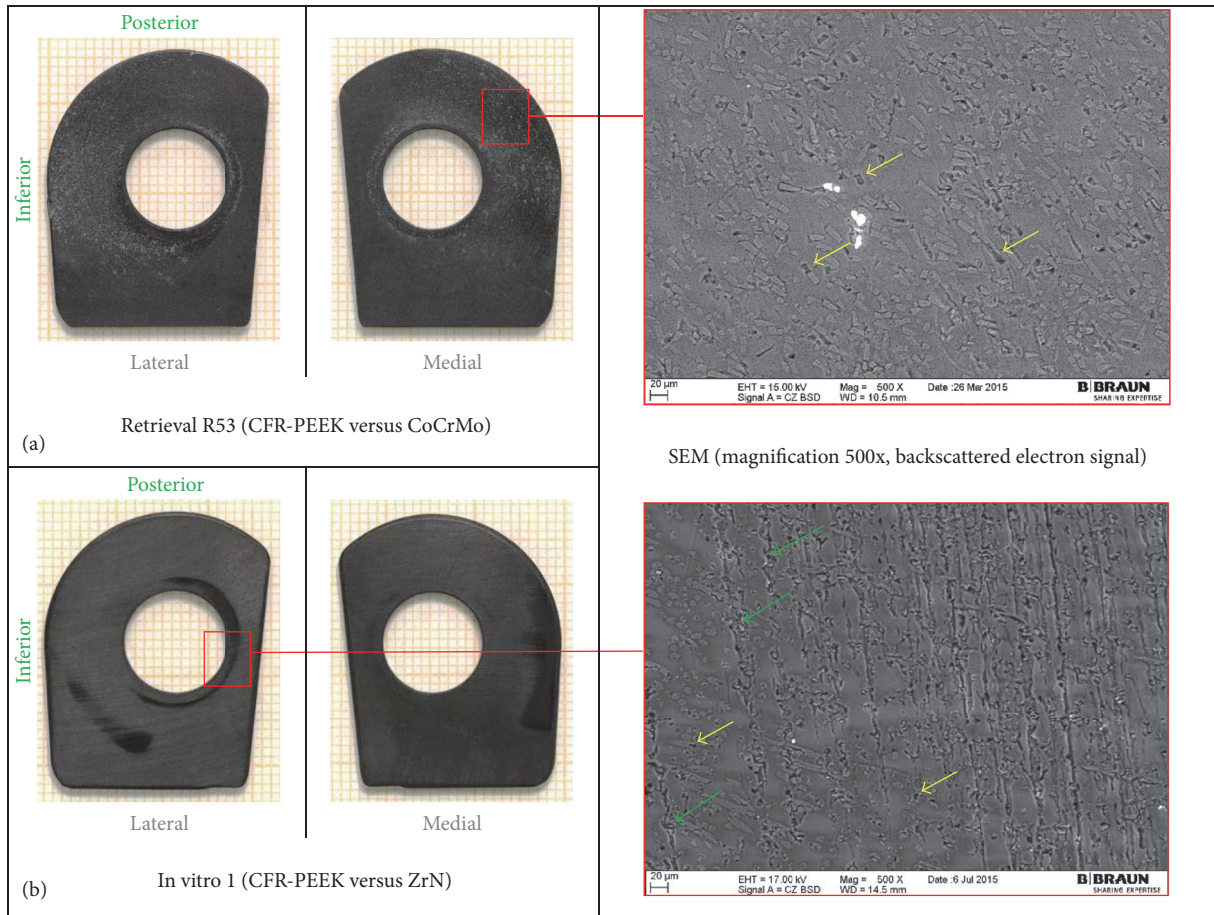 Posterior
Inferior
Lateral
Medial
Retrieval R53 (CFR-PEEK versus CoCrMo)
(a)
20 µm
EHT = 15.00 kV
Signal A = CZ BSD
Mag = 500 X
WD = 10.5 mm
Date :26 Mar 2015
B BRAUN
SHARING EXPERTISE
SEM (magnification 500x, backscattered electron signal)
Posterior
Inferior
Lateral
Medial
In vitro 1 (CFR-PEEK versus ZrN)
(b)
20 µm
EHT = 17.00 kV
Signal A = CZ BSD
Mag = 500 X
WD = 14.5 mm
Date :6 Jul 2015
B BRAUN
SHARING EXPERTISE